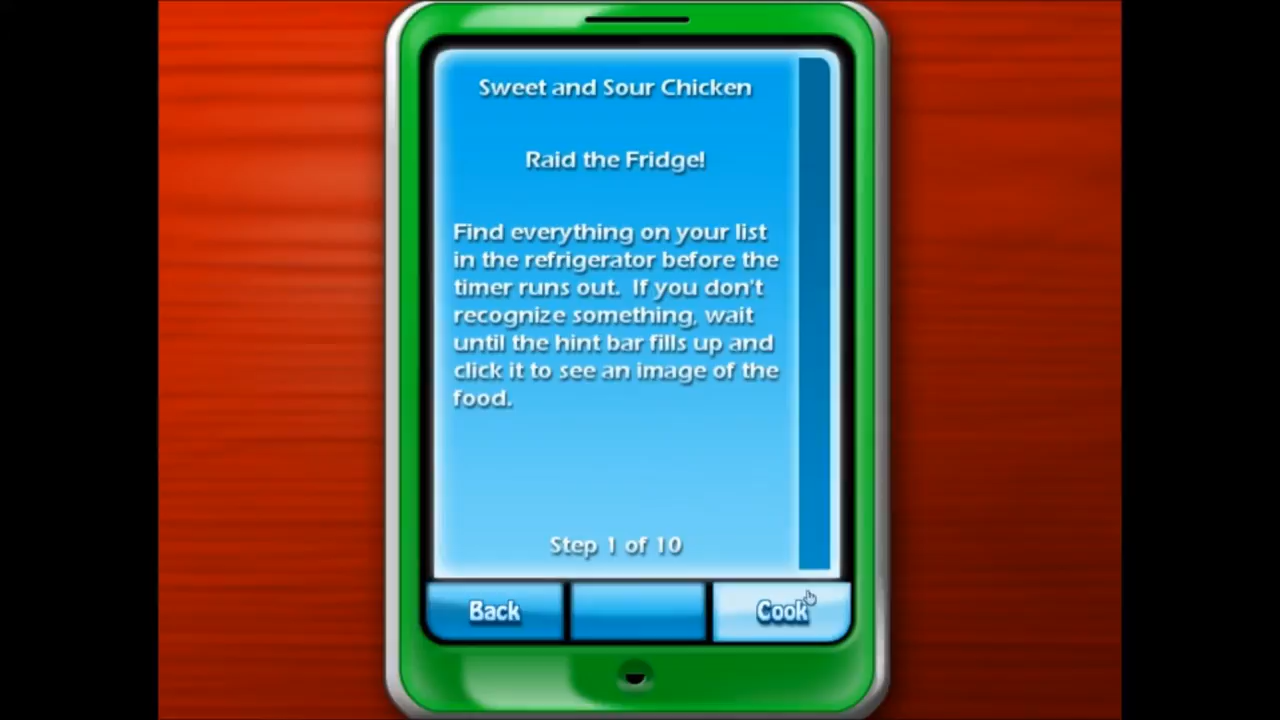 Sweet and Sour Chicken
Raid the Fridge!
Find everything on your list
in the refrigerator before the
timer runs out.  If you don't
recognize something, wait
until the hint bar fills up and
click it to see an image of the
food.
Step 1 of 10
Back
Cook